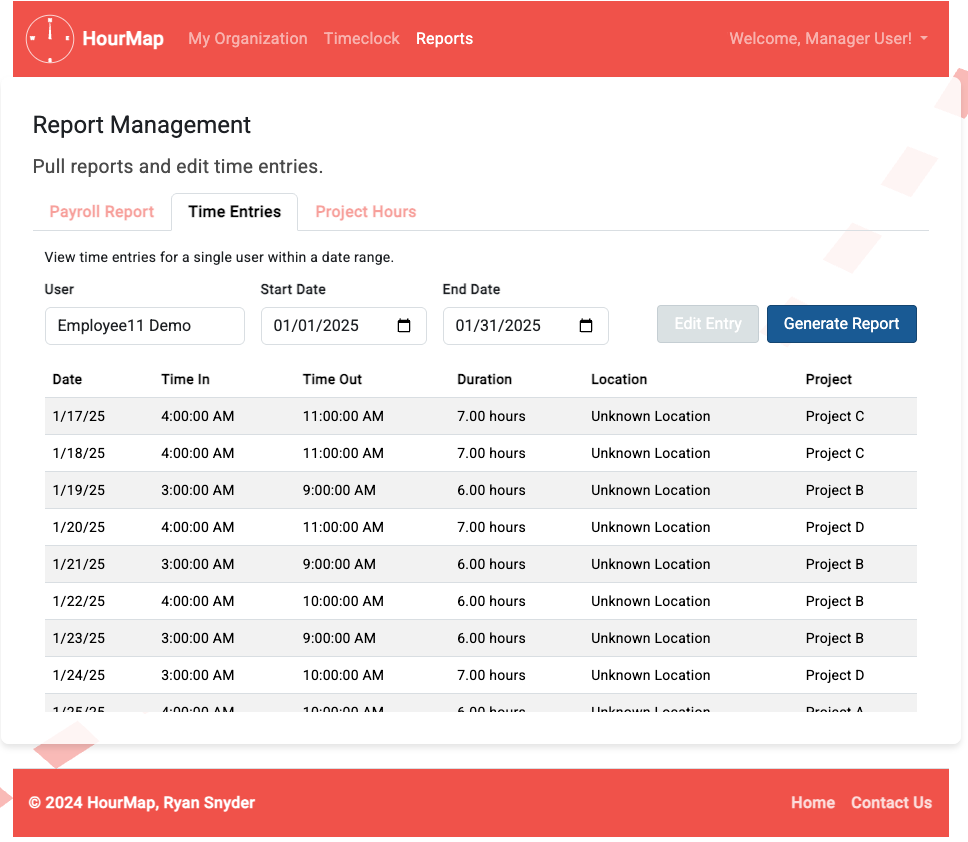 HourMap My Organization Timeclock Reports Welcome, Manager User!
Report Management
Pull reports and edit time entries.
Payroll Report Time Entries Project Hours
View time entries for a single user within a date range.
User Start Date End Date
Employee11 Demo 01/01/2025 01/31/2025 Edit Entry Generate Report
Date Time In Time Out Duration Location Project
1/17/25 4:00:00 AM 11:00:00 AM 7.00 hours Unknown Location Project C
1/18/25 4:00:00 AM 11:00:00 AM 7.00 hours Unknown Location Project C
1/19/25 3:00:00 AM 9:00:00 AM 6.00 hours Unknown Location Project B
1/20/25 4:00:00 AM 11:00:00 AM 7.00 hours Unknown Location Project D
1/21/25 3:00:00 AM 9:00:00 AM 6.00 hours Unknown Location Project B
1/22/25 4:00:00 AM 10:00:00 AM 6.00 hours Unknown Location Project B
1/23/25 3:00:00 AM 9:00:00 AM 6.00 hours Unknown Location Project B
1/24/25 3:00:00 AM 10:00:00 AM 7.00 hours Unknown Location Project D
1/25/25 4:00:00 AM 10:00:00 AM 6.00 hours Unknown Location Project A
© 2024 HourMap, Ryan Snyder Home Contact Us